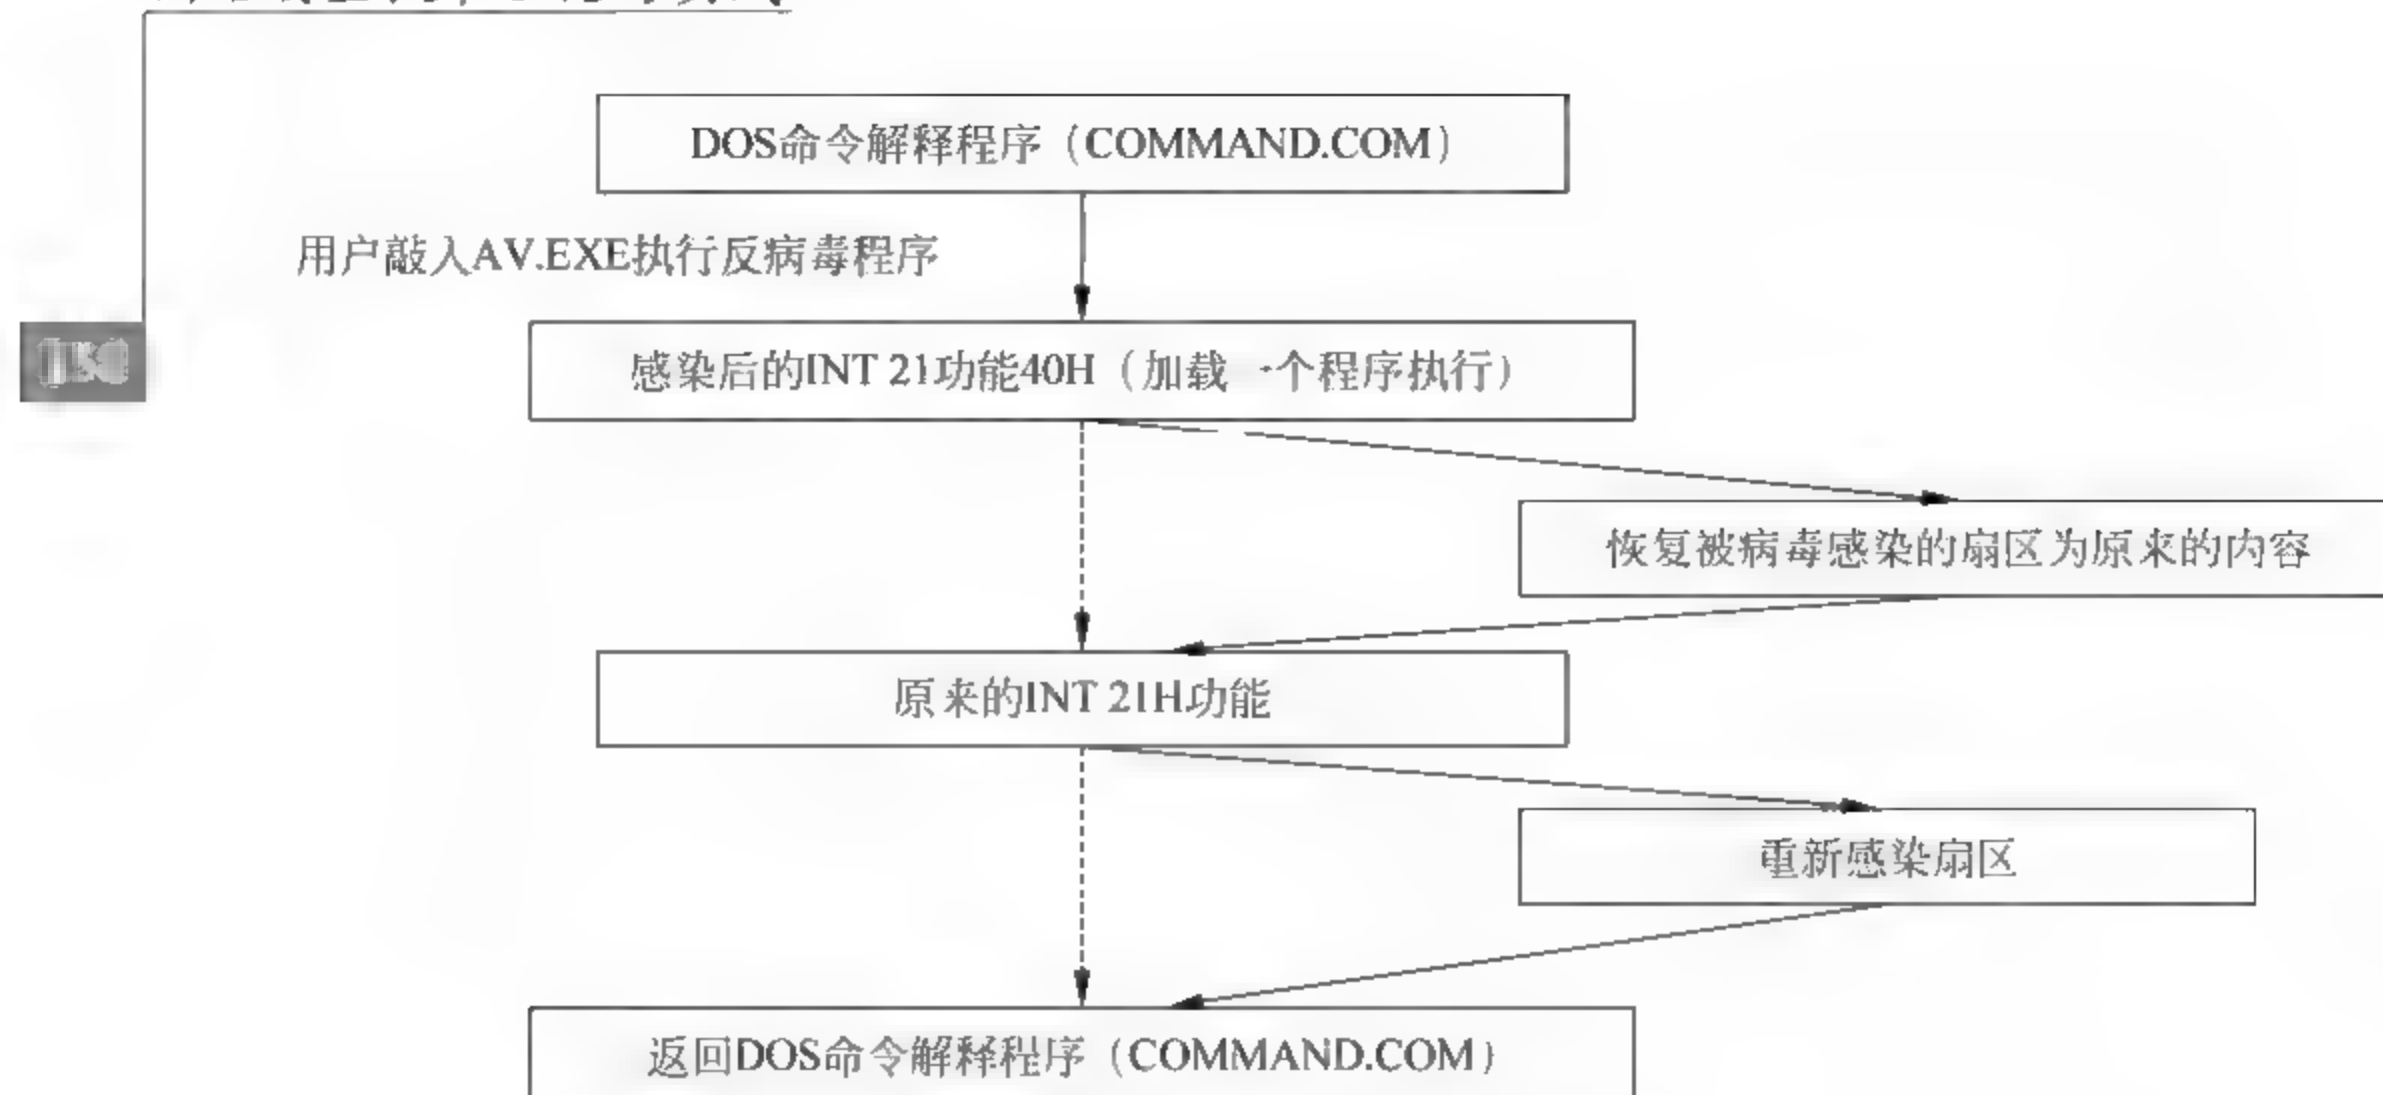 DOS命令解释程序（COMMAND.COM）
用户敲入AV.EXE执行反病毒程序
感染后的INT 21功能40H（加载一个程序执行）
恢复被病毒感染的扇区为原来的内容
原来的INT 21H功能
重新感染扇区
返回DOS命令解释程序（COMMAND.COM）